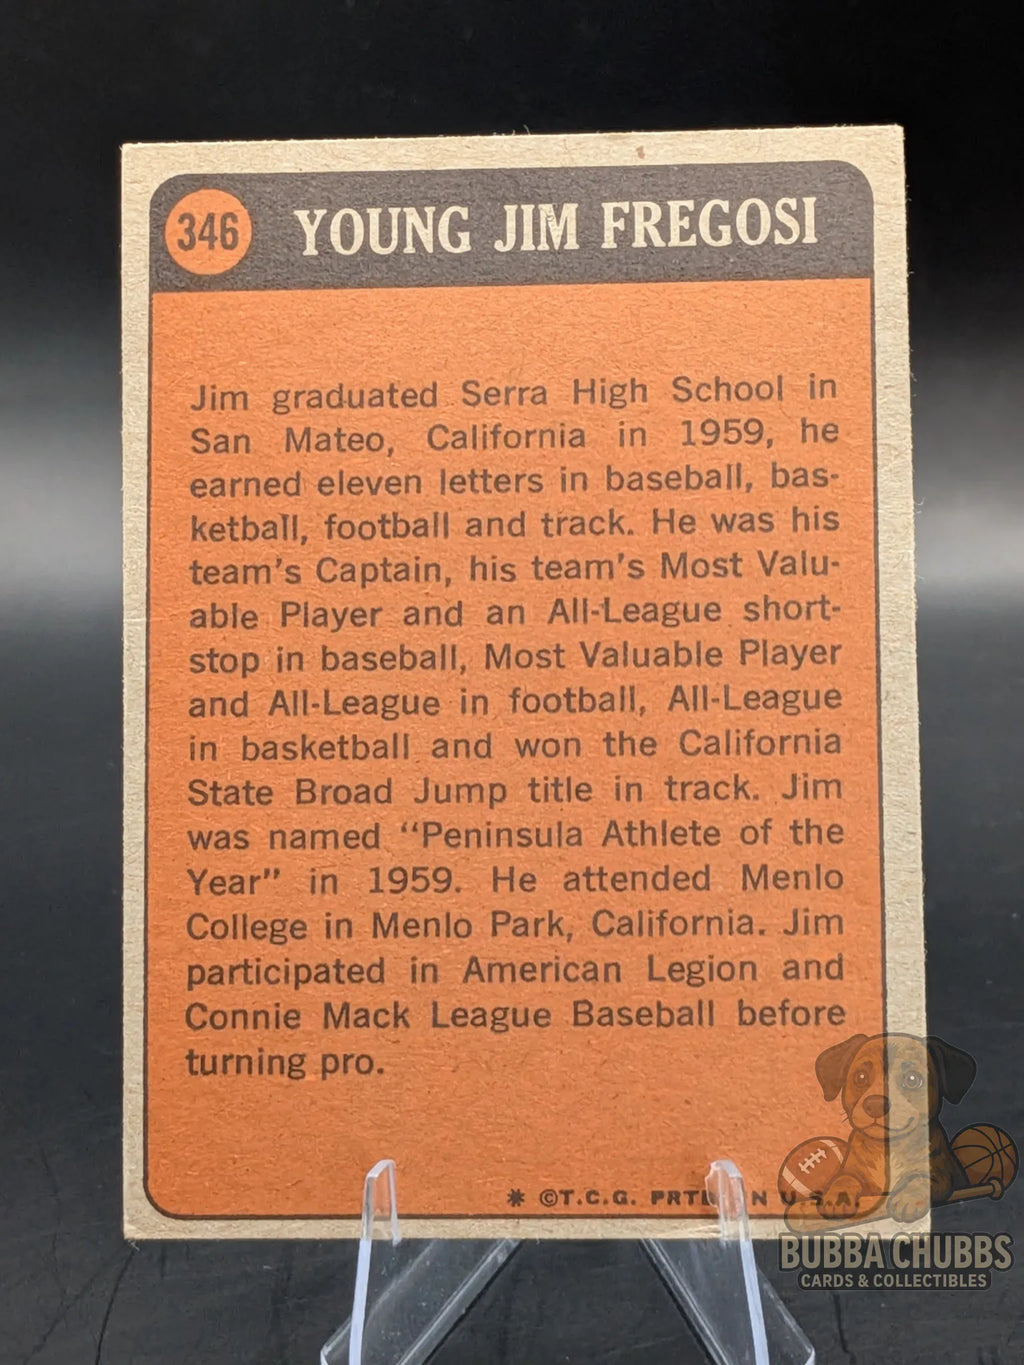 346 YOUNG JIM FREGOSI
Jim graduated Serra High School in
San Mateo, California in 1959, he
earned eleven letters in baseball, bas-
ketball, football and track. He was his
team's Captain, his team's Most Valu-
able Player and an All-League short-
stop in baseball, Most Valuable Player
and All-League in football, All-League
in basketball and won the California
State Broad Jump title in track. Jim
was named "Peninsula Athlete of the
Year" in 1959. He attended Menlo
College in Menlo Park, California. Jim
participated in American Legion and
Connie Mack League Baseball before
turning pro.
* ©T.C.G. U.S.A.
BUBBA CHUBBS
CARDS & COLLECTIBLES